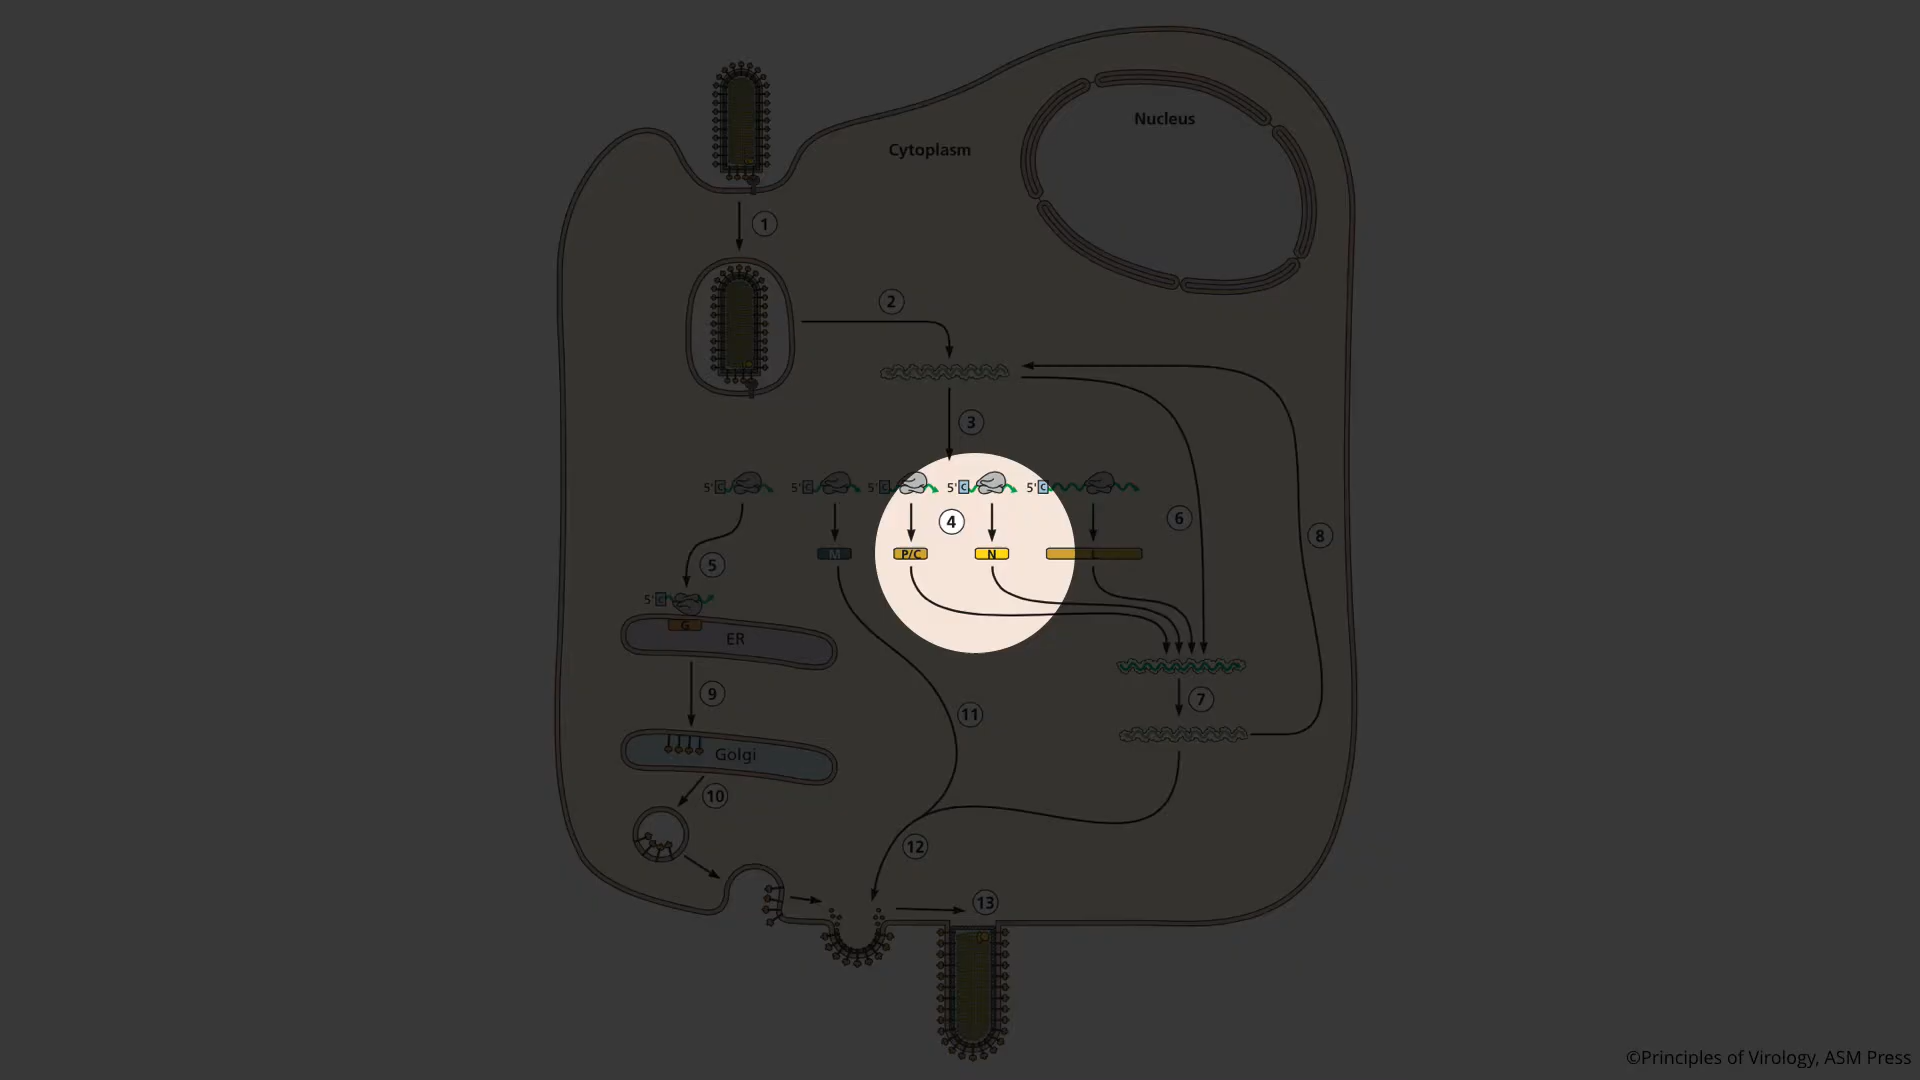 Nucleus
Cytoplasm
1
2
3
5' C 5' C 5' C 5' C 5' C
4
6
8
M P/C N L
5
5' C
G
ER
7
9
11
Golgi
10
12
13
©Principles of Virology, ASM Press